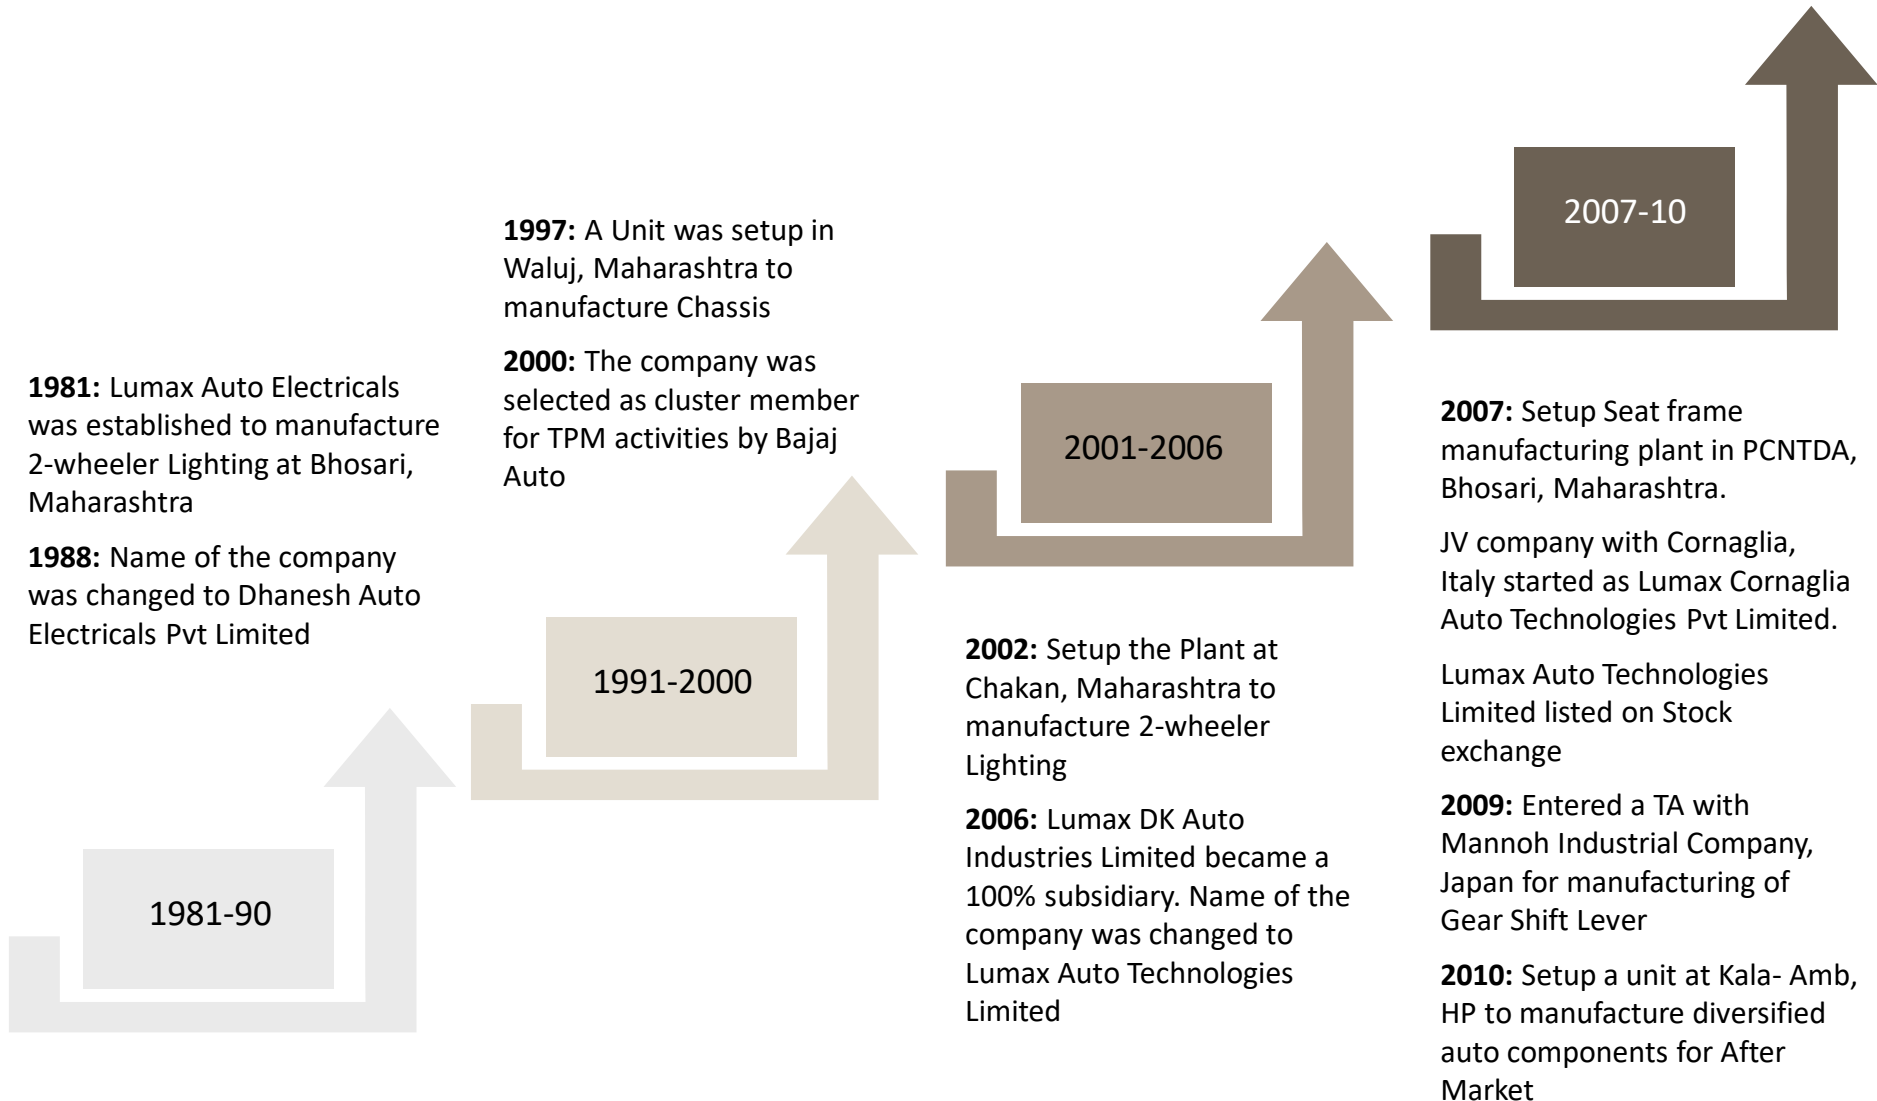 1981-90
1981: Lumax Auto Electricals
was established to manufacture
2-wheeler Lighting at Bhosari,
Maharashtra
1988: Name of the company
was changed to Dhanesh Auto
Electricals Pvt Limited
1991-2000
1997: A Unit was setup in
Waluj, Maharashtra to
manufacture Chassis
2000: The company was
selected as cluster member
for TPM activities by Bajaj
Auto
2001-2006
2002: Setup the Plant at
Chakan, Maharashtra to
manufacture 2-wheeler
Lighting
2006: Lumax DK Auto
Industries Limited became a
100% subsidiary. Name of the
company was changed to
Lumax Auto Technologies
Limited
2007-10
2007: Setup Seat frame
manufacturing plant in PCNTDA,
Bhosari, Maharashtra.
JV company with Cornaglia,
Italy started as Lumax Cornaglia
Auto Technologies Pvt Limited.
Lumax Auto Technologies
Limited listed on Stock
exchange
2009: Entered a TA with
Mannoh Industrial Company,
Japan for manufacturing of
Gear Shift Lever
2010: Setup a unit at Kala- Amb,
HP to manufacture diversified
auto components for After
Market